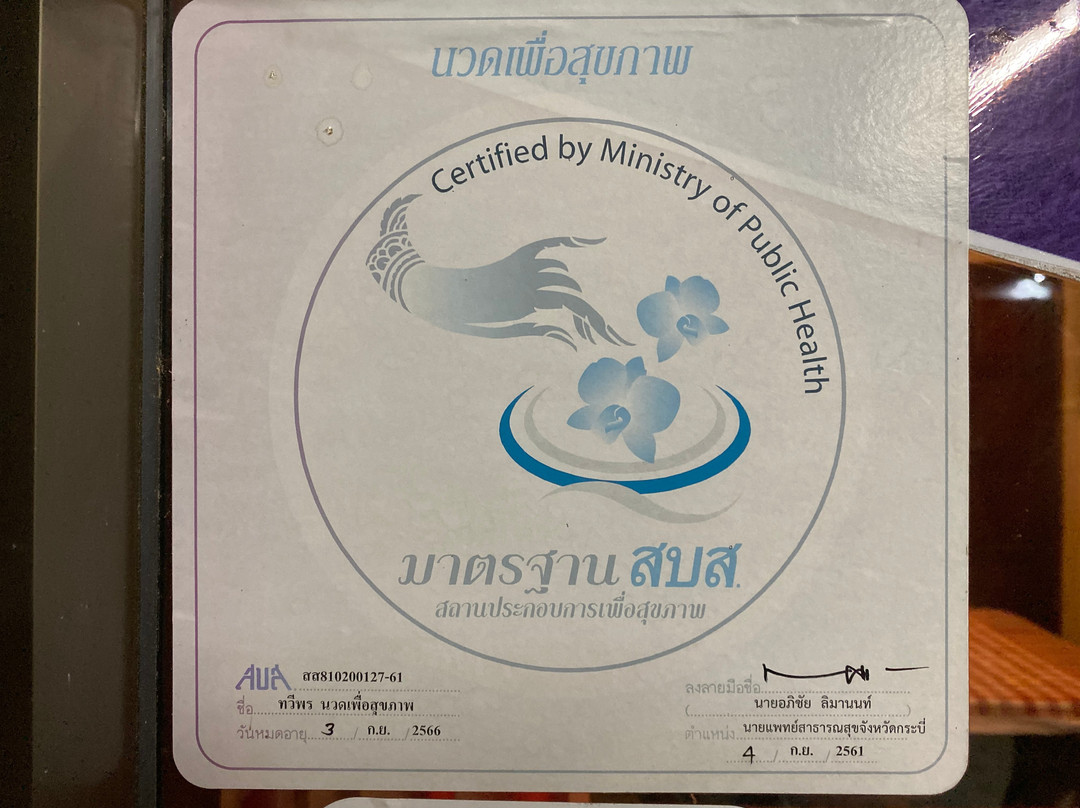 นวดเพื่อสุขภาพ
Certified by Ministry of Public Health
มาตรฐาน สบส.
สถานประกอบการเพื่อสุขภาพ
สบส. สส810200127-61
ชื่อ ทวีพร นวดเพื่อสุขภาพ
วันหมดอายุ 3 / ก.ย. / 2566
ลงลายมือชื่อ
( นายอภิชัย ลิมานนท์ )
ตำแหน่ง นายแพทย์สาธารณสุขจังหวัดกระบี่
4 / ก.ย. / 2561